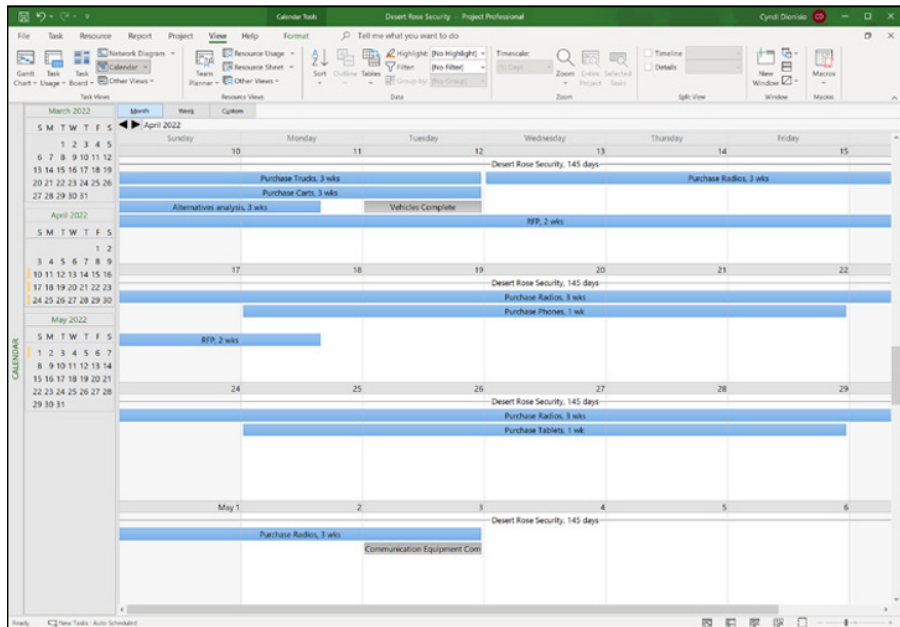 Calendar Tools
Desert Rose Security - Project Professional
Cyndi Dionisio CD
File Task Resource Report Project View Help Format Tell me what you want to do
Network Diagram
Calendar
Other Views
Gantt Chart
Task Usage
Task Board
Task Views
Team Planner
Resource Usage
Resource Sheet
Other Views
Resource Views
Sort Outline Tables
Highlight: [No Highlight]
Filter: [No Filter]
Group by: [No Group]
Data
Timescale:
Days
Zoom Entire Project Selected Tasks
Zoom
Timeline
Details
Split View
New Window
Window
Macros
Macros
CALENDAR
March 2022
S M T W T F S
1 2 3 4 5
6 7 8 9 10 11 12
13 14 15 16 17 18 19
20 21 22 23 24 25 26
27 28 29 30 31
April 2022
S M T W T F S
1 2
3 4 5 6 7 8 9
10 11 12 13 14 15 16
17 18 19 20 21 22 23
24 25 26 27 28 29 30
May 2022
S M T W T F S
1 2 3 4 5 6 7
8 9 10 11 12 13 14
15 16 17 18 19 20 21
22 23 24 25 26 27 28
29 30 31
Month Week Custom
April 2022
Sunday Monday Tuesday Wednesday Thursday Friday
10 11 12 13 14 15
Desert Rose Security, 145 days
Purchase Trucks, 3 wks Purchase Radios, 3 wks
Purchase Carts, 3 wks
Alternatives analysis, 3 wks Vehicles Complete
RFP, 2 wks
17 18 19 20 21 22
Desert Rose Security, 145 days
Purchase Radios, 3 wks
Purchase Phones, 1 wk
RFP, 2 wks
24 25 26 27 28 29
Desert Rose Security, 145 days
Purchase Radios, 3 wks
Purchase Tablets, 1 wk
May 1 2 3 4 5 6
Desert Rose Security, 145 days
Purchase Radios, 3 wks
Communication Equipment Com
Ready New Tasks : Auto Scheduled